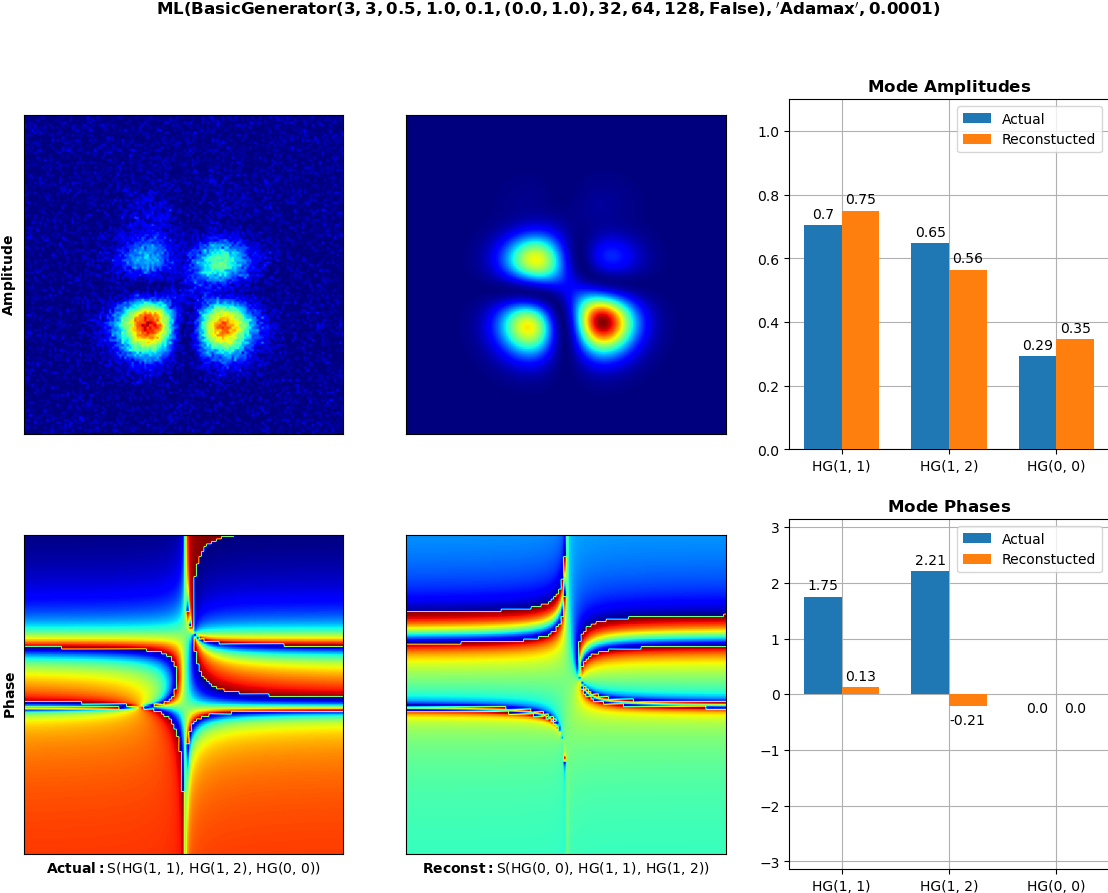 ML(BasicGenerator(3, 3, 0.5, 1.0, 0.1, (0.0, 1.0), 32, 64, 128, False), ′Adamax′, 0.0001)
Mode Amplitudes
Amplitude
1.0
0.8
0.6
0.4
0.2
0.0
Actual
Reconstucted
0.7
0.75
0.65
0.56
0.29
0.35
HG(1, 1)
HG(1, 2)
HG(0, 0)
Mode Phases
Phase
3
2
1
0
−1
−2
−3
Actual
Reconstucted
1.75
0.13
2.21
-0.21
0.0
0.0
HG(1, 1)
HG(1, 2)
HG(0, 0)
Actual: S(HG(1, 1), HG(1, 2), HG(0, 0))
Reconst: S(HG(0, 0), HG(1, 1), HG(1, 2))